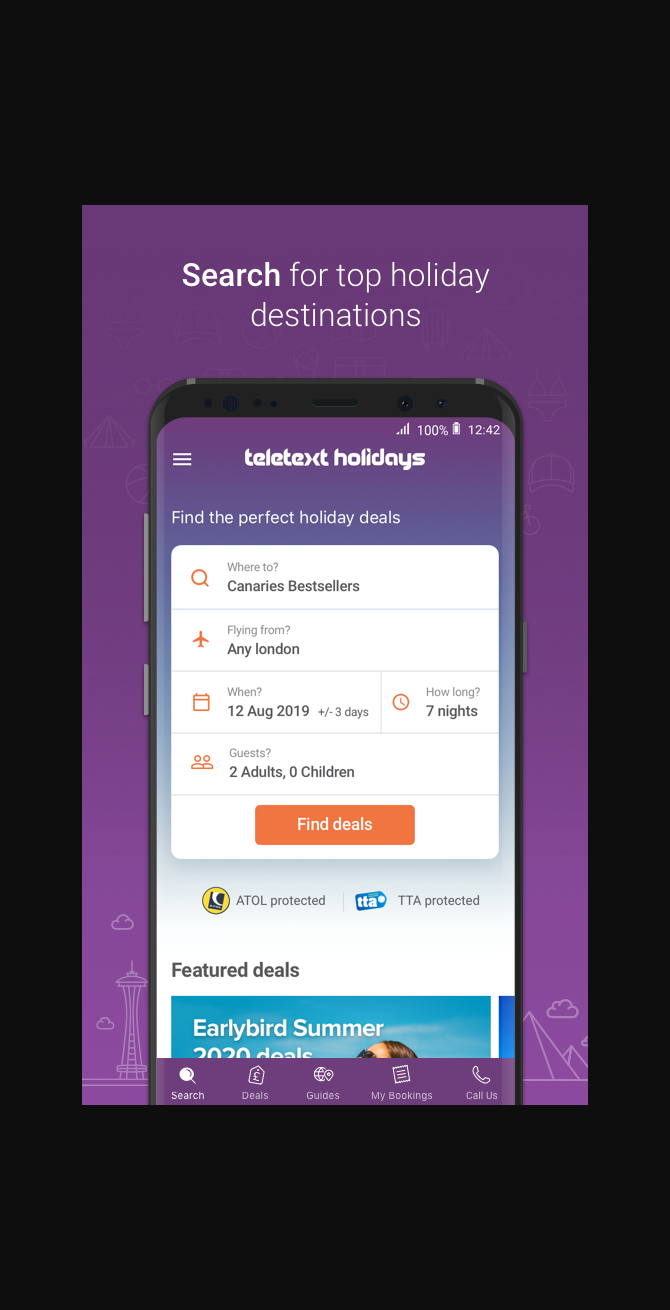 Search for top holiday
destinations
100% 12:42
teletext holidays
Find the perfect holiday deals
Where to?
Canaries Bestsellers
Flying from?
Any london
When?
12 Aug 2019 +/- 3 days
How long?
7 nights
Guests?
2 Adults, 0 Children
Find deals
ATOL protected
tta
TTA protected
Featured deals
Earlybird Summer
2020 deals
Search Deals Guides My Bookings Call Us